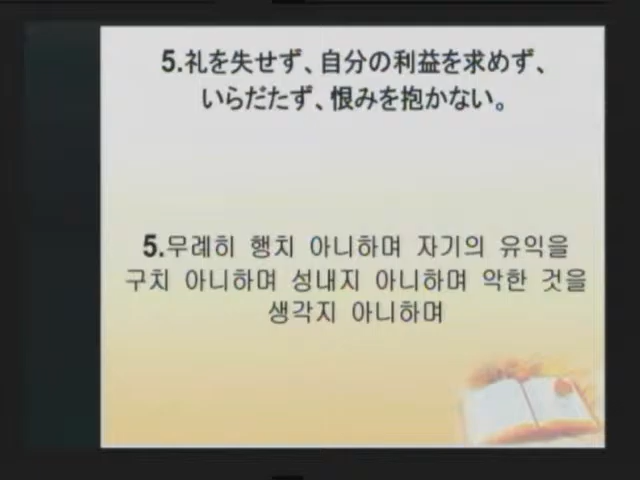 5.礼を失せず、自分の利益を求めず、
いらだたず、恨みを抱かない。
5.무례히 행치 아니하며 자기의 유익을
구치 아니하며 성내지 아니하며 악한 것을
생각지 아니하며